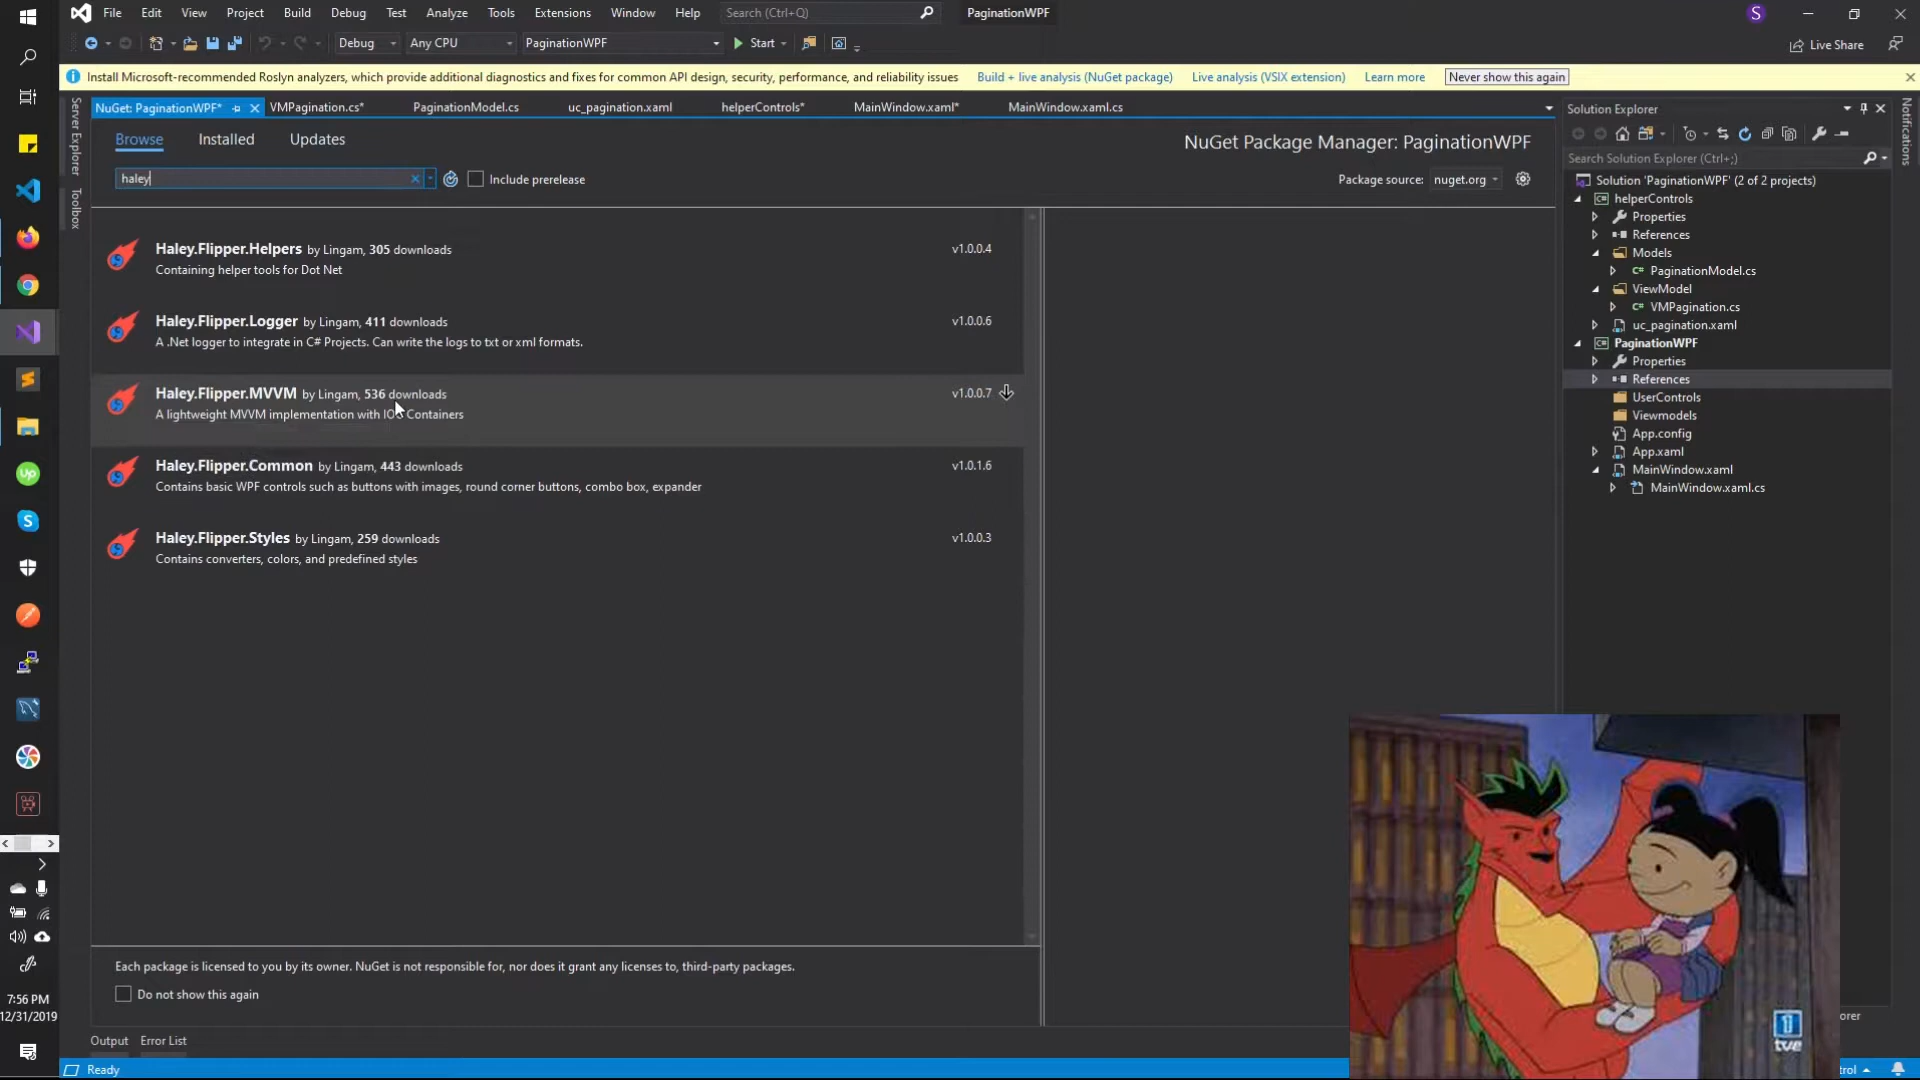 File Edit View Project Build Debug Test Analyze Tools Extensions Window Help Search (Ctrl+Q) PaginationWPF S
Debug Any CPU PaginationWPF Start Live Share
Install Microsoft-recommended Roslyn analyzers, which provide additional diagnostics and fixes for common API design, security, performance, and reliability issues Build + live analysis (NuGet package) Live analysis (VSIX extension) Learn more Never show this again
NuGet: PaginationWPF* VMPagination.cs* PaginationModel.cs uc_pagination.xaml helperControls* MainWindow.xaml* MainWindow.xaml.cs
Server Explorer
Toolbox
Browse Installed Updates
NuGet Package Manager: PaginationWPF
haley
Include prerelease
Package source: nuget.org
Haley.Flipper.Helpers by Lingam, 305 downloads v1.0.0.4
Containing helper tools for Dot Net
Haley.Flipper.Logger by Lingam, 411 downloads v1.0.0.6
A .Net logger to integrate in C# Projects. Can write the logs to txt or xml formats.
Haley.Flipper.MVVM by Lingam, 536 downloads v1.0.0.7
A lightweight MVVM implementation with IOC Containers
Haley.Flipper.Common by Lingam, 443 downloads v1.0.1.6
Contains basic WPF controls such as buttons with images, round corner buttons, combo box, expander
Haley.Flipper.Styles by Lingam, 259 downloads v1.0.0.3
Contains converters, colors, and predefined styles
Each package is licensed to you by its owner. NuGet is not responsible for, nor does it grant any licenses to, third-party packages.
Do not show this again
Output Error List
Ready
Solution Explorer
Search Solution Explorer (Ctrl+;)
Solution 'PaginationWPF' (2 of 2 projects)
helperControls
Properties
References
Models
C# PaginationModel.cs
ViewModel
C# VMPagination.cs
uc_pagination.xaml
PaginationWPF
Properties
References
UserControls
Viewmodels
App.config
App.xaml
MainWindow.xaml
MainWindow.xaml.cs
Notifications
orer
trol
1
tve
Up
7:56 PM
12/31/2019